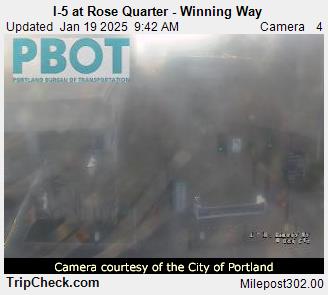 I-5 at Rose Quarter - Winning Way
Updated Jan 19 2025 9:42 AM Camera 4
PBOT
PORTLAND BUREAU OF TRANSPORTATION
Camera courtesy of the City of Portland
TripCheck.com Milepost302.00